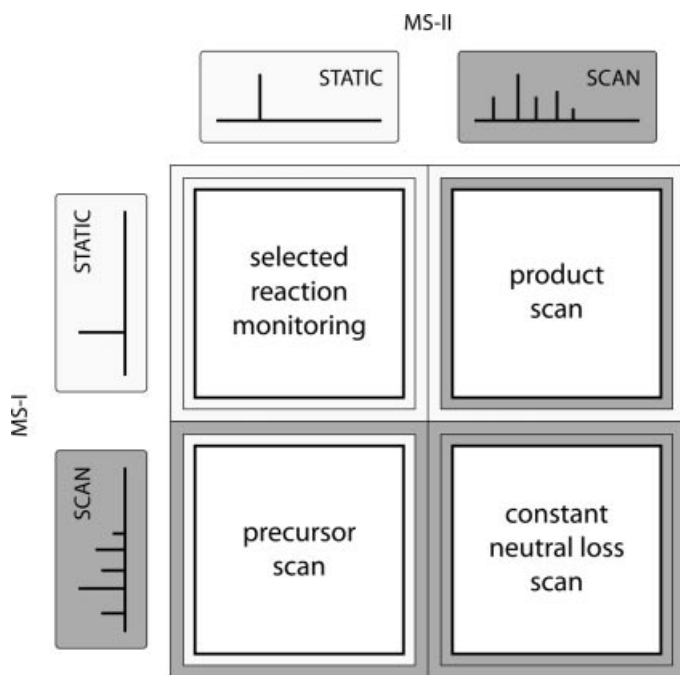 MS-II
STATIC
SCAN
STATIC
selected
reaction
monitoring
product
scan
MS-I
SCAN
precursor
scan
constant
neutral loss
scan